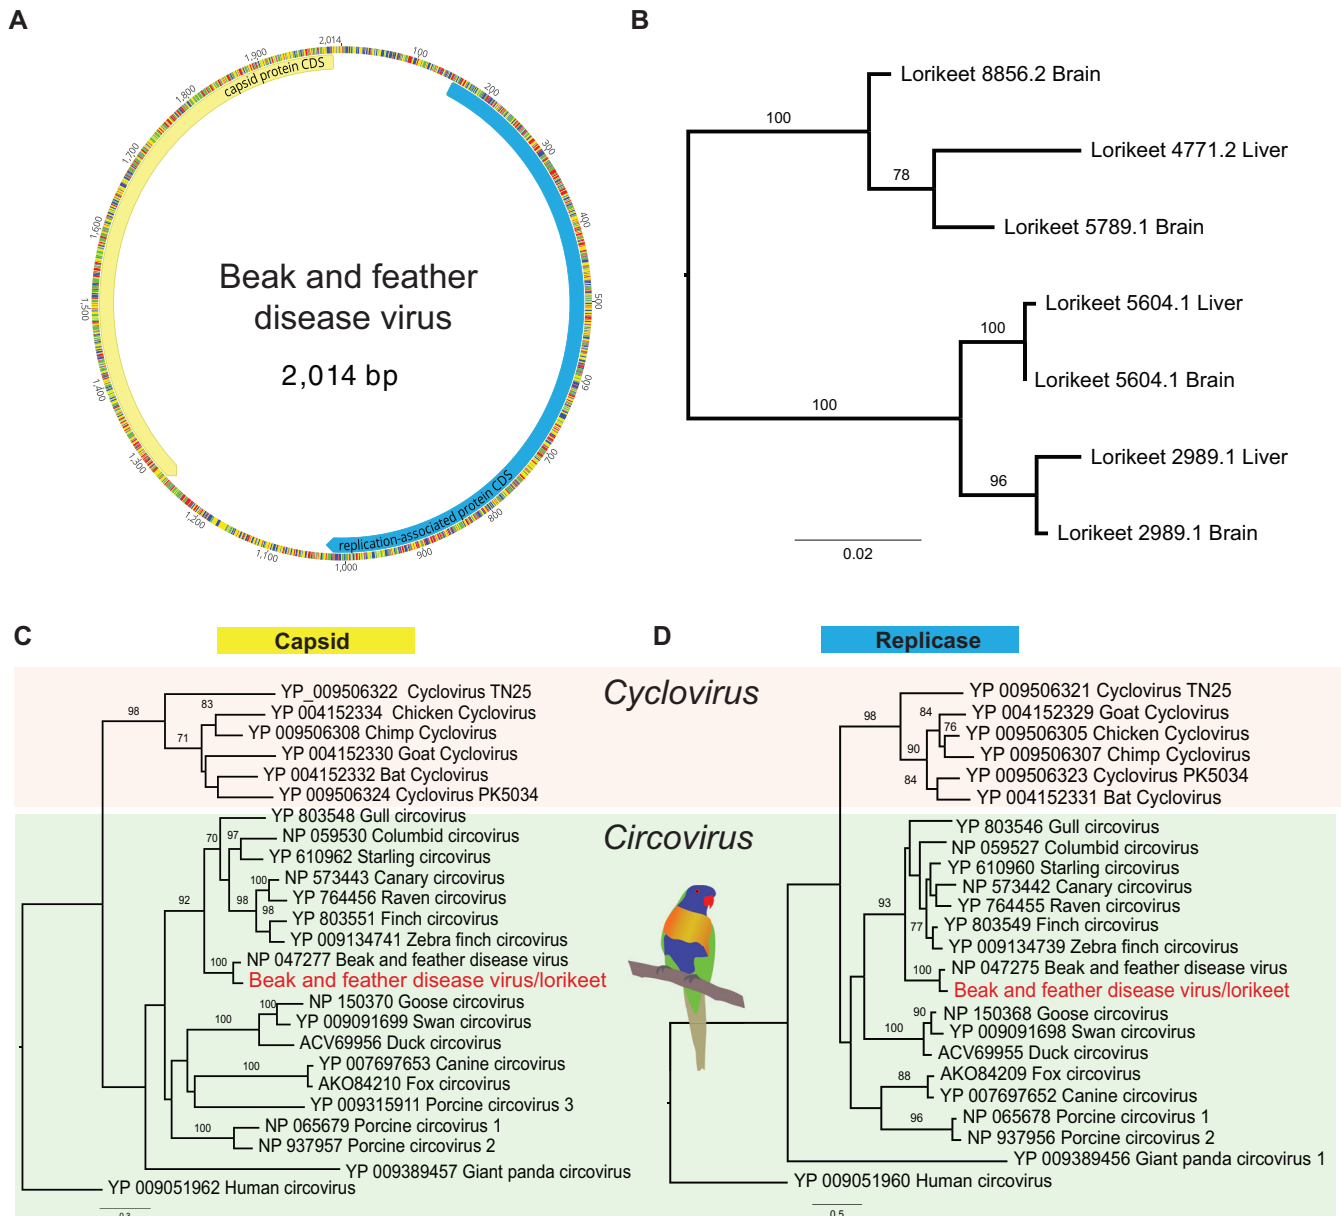 A
2,014
100
200
300
400
500
600
700
800
900
1,000
1,100
1,200
1,300
1,400
1,500
1,600
1,700
1,800
1,900
capsid protein CDS
replication-associated protein CDS
Beak and feather
disease virus
2,014 bp
B
Lorikeet 8856.2 Brain
100
Lorikeet 4771.2 Liver
78
Lorikeet 5789.1 Brain
Lorikeet 5604.1 Liver
100
Lorikeet 5604.1 Brain
100
Lorikeet 2989.1 Liver
96
Lorikeet 2989.1 Brain
0.02
C
Capsid
YP_009506322 Cyclovirus TN25
98
83
YP 004152334 Chicken Cyclovirus
YP 009506308 Chimp Cyclovirus
71
YP 004152330 Goat Cyclovirus
YP 004152332 Bat Cyclovirus
YP 009506324 Cyclovirus PK5034
YP 803548 Gull circovirus
70
97
NP 059530 Columbid circovirus
YP 610962 Starling circovirus
100
NP 573443 Canary circovirus
98
YP 764456 Raven circovirus
92
98
YP 803551 Finch circovirus
YP 009134741 Zebra finch circovirus
100
NP 047277 Beak and feather disease virus
Beak and feather disease virus/lorikeet
100
NP 150370 Goose circovirus
100
YP 009091699 Swan circovirus
ACV69956 Duck circovirus
100
YP 007697653 Canine circovirus
AKO84210 Fox circovirus
YP 009315911 Porcine circovirus 3
100
NP 065679 Porcine circovirus 1
NP 937957 Porcine circovirus 2
YP 009389457 Giant panda circovirus
YP 009051962 Human circovirus
0.3
Cyclovirus
Circovirus
D
Replicase
YP 009506321 Cyclovirus TN25
98
84
YP 004152329 Goat Cyclovirus
76
YP 009506305 Chicken Cyclovirus
90
YP 009506307 Chimp Cyclovirus
84
YP 009506323 Cyclovirus PK5034
YP 004152331 Bat Cyclovirus
YP 803546 Gull circovirus
NP 059527 Columbid circovirus
YP 610960 Starling circovirus
NP 573442 Canary circovirus
93
YP 764455 Raven circovirus
77
YP 803549 Finch circovirus
YP 009134739 Zebra finch circovirus
100
NP 047275 Beak and feather disease virus
Beak and feather disease virus/lorikeet
90
NP 150368 Goose circovirus
100
YP 009091698 Swan circovirus
ACV69955 Duck circovirus
88
AKO84209 Fox circovirus
YP 007697652 Canine circovirus
96
NP 065678 Porcine circovirus 1
NP 937956 Porcine circovirus 2
YP 009389456 Giant panda circovirus 1
YP 009051960 Human circovirus
0.5